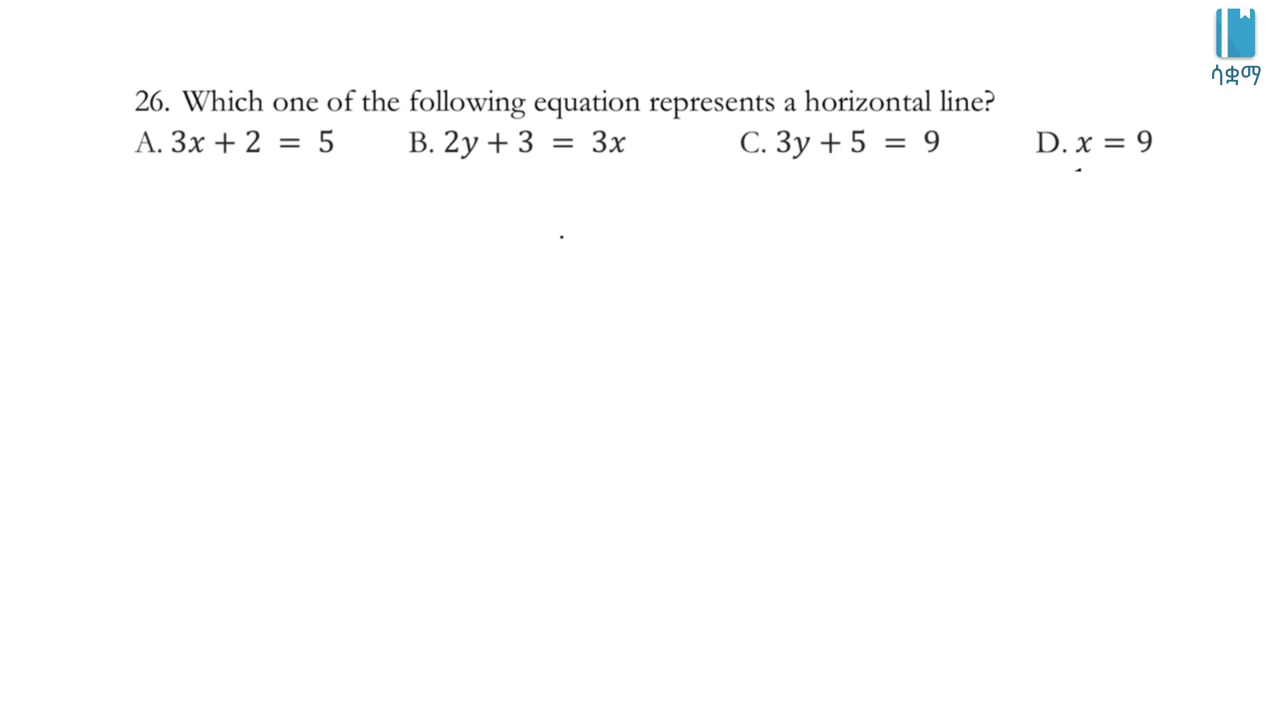 ሳቋማ
26. Which one of the following equation represents a horizontal line?
A. 3x + 2 = 5 B. 2y + 3 = 3x C. 3y + 5 = 9 D. x = 9